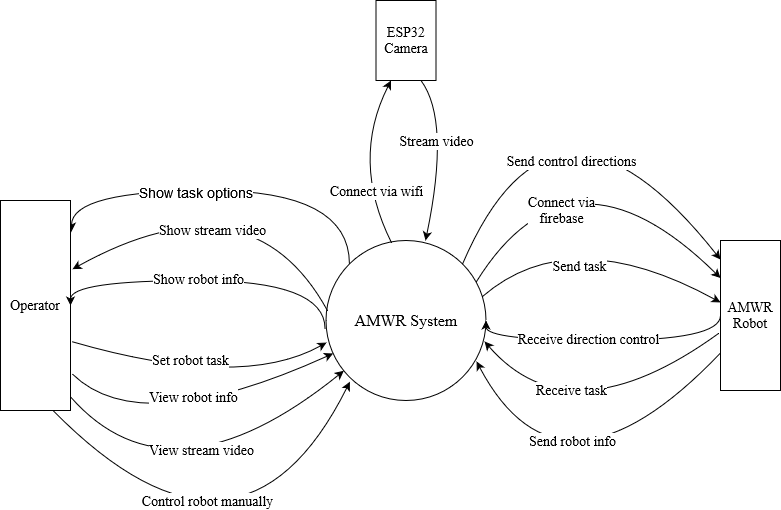 ESP32
Camera
Stream video
Send control directions
Connect via wifi
Show task options
Connect via
firebase
Show stream video
Send task
Show robot info
Operator
AMWR System
AMWR
Robot
Receive direction control
Set robot task
View robot info
Receive task
View stream video
Send robot info
Control robot manually